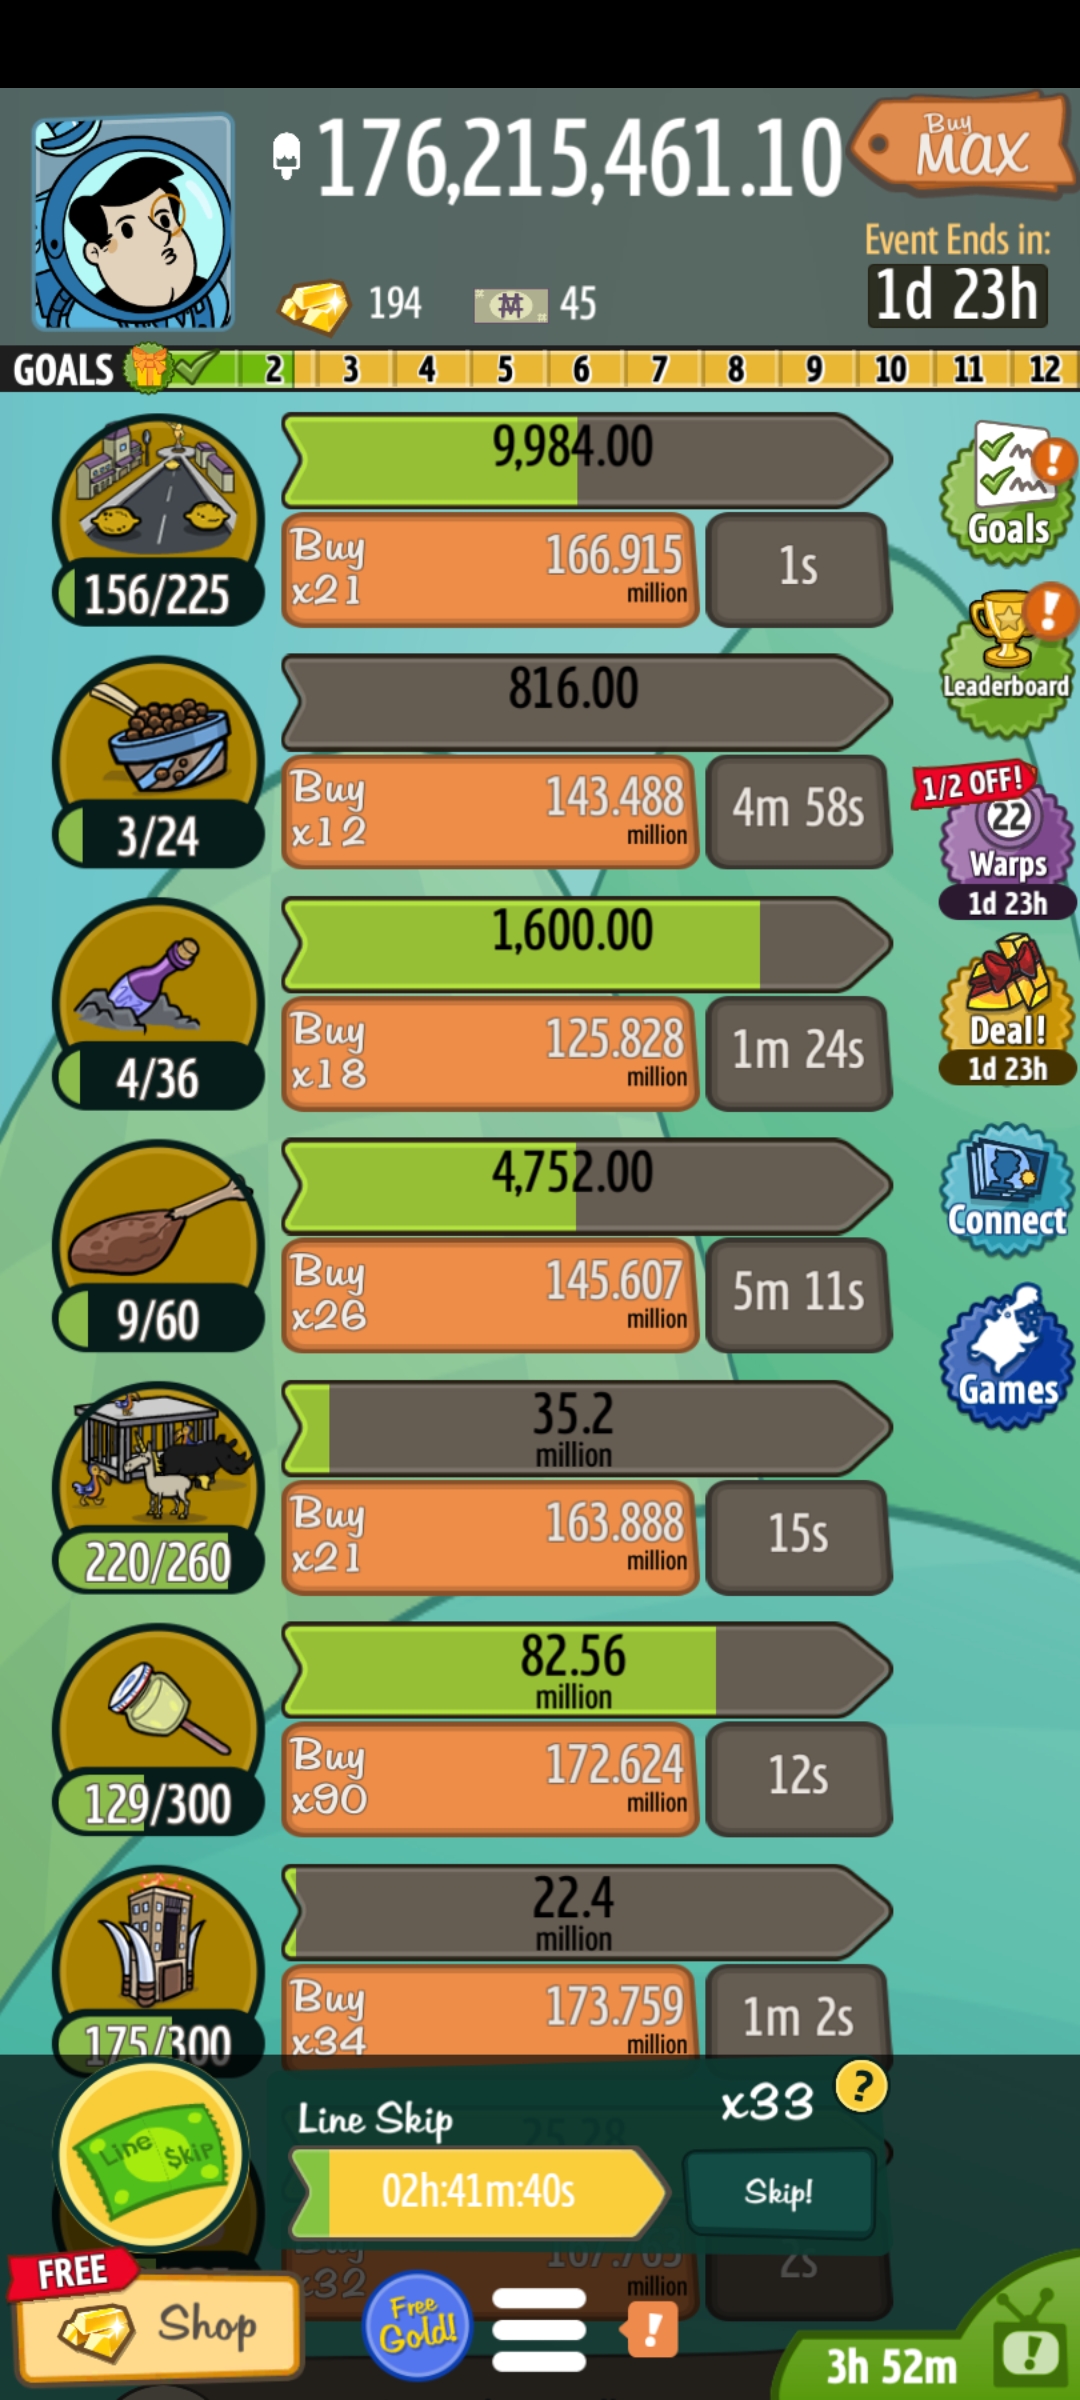 176,215,461.10
Buy
MAX
Event Ends in:
1d 23h
194
45
GOALS 2 3 4 5 6 7 8 9 10 11 12
9,984.00
Buy
x21
166.915
million
1s
156/225
Goals
816.00
Buy
x12
143.488
million
4m 58s
3/24
Leaderboard
1/2 OFF!
22
Warps
1d 23h
1,600.00
Buy
x18
125.828
million
1m 24s
4/36
Deal!
1d 23h
4,752.00
Buy
x26
145.607
million
5m 11s
9/60
Connect
Games
35.2
million
Buy
x21
163.888
million
15s
220/260
82.56
million
Buy
x90
172.624
million
12s
129/300
22.4
million
Buy
x34
173.759
million
1m 2s
175/300
Line Skip
Line Skip
x33
?
25.28
02h:41m:40s
Skip!
x32
million
2s
FREE
Shop
Free
Gold!
!
3h 52m